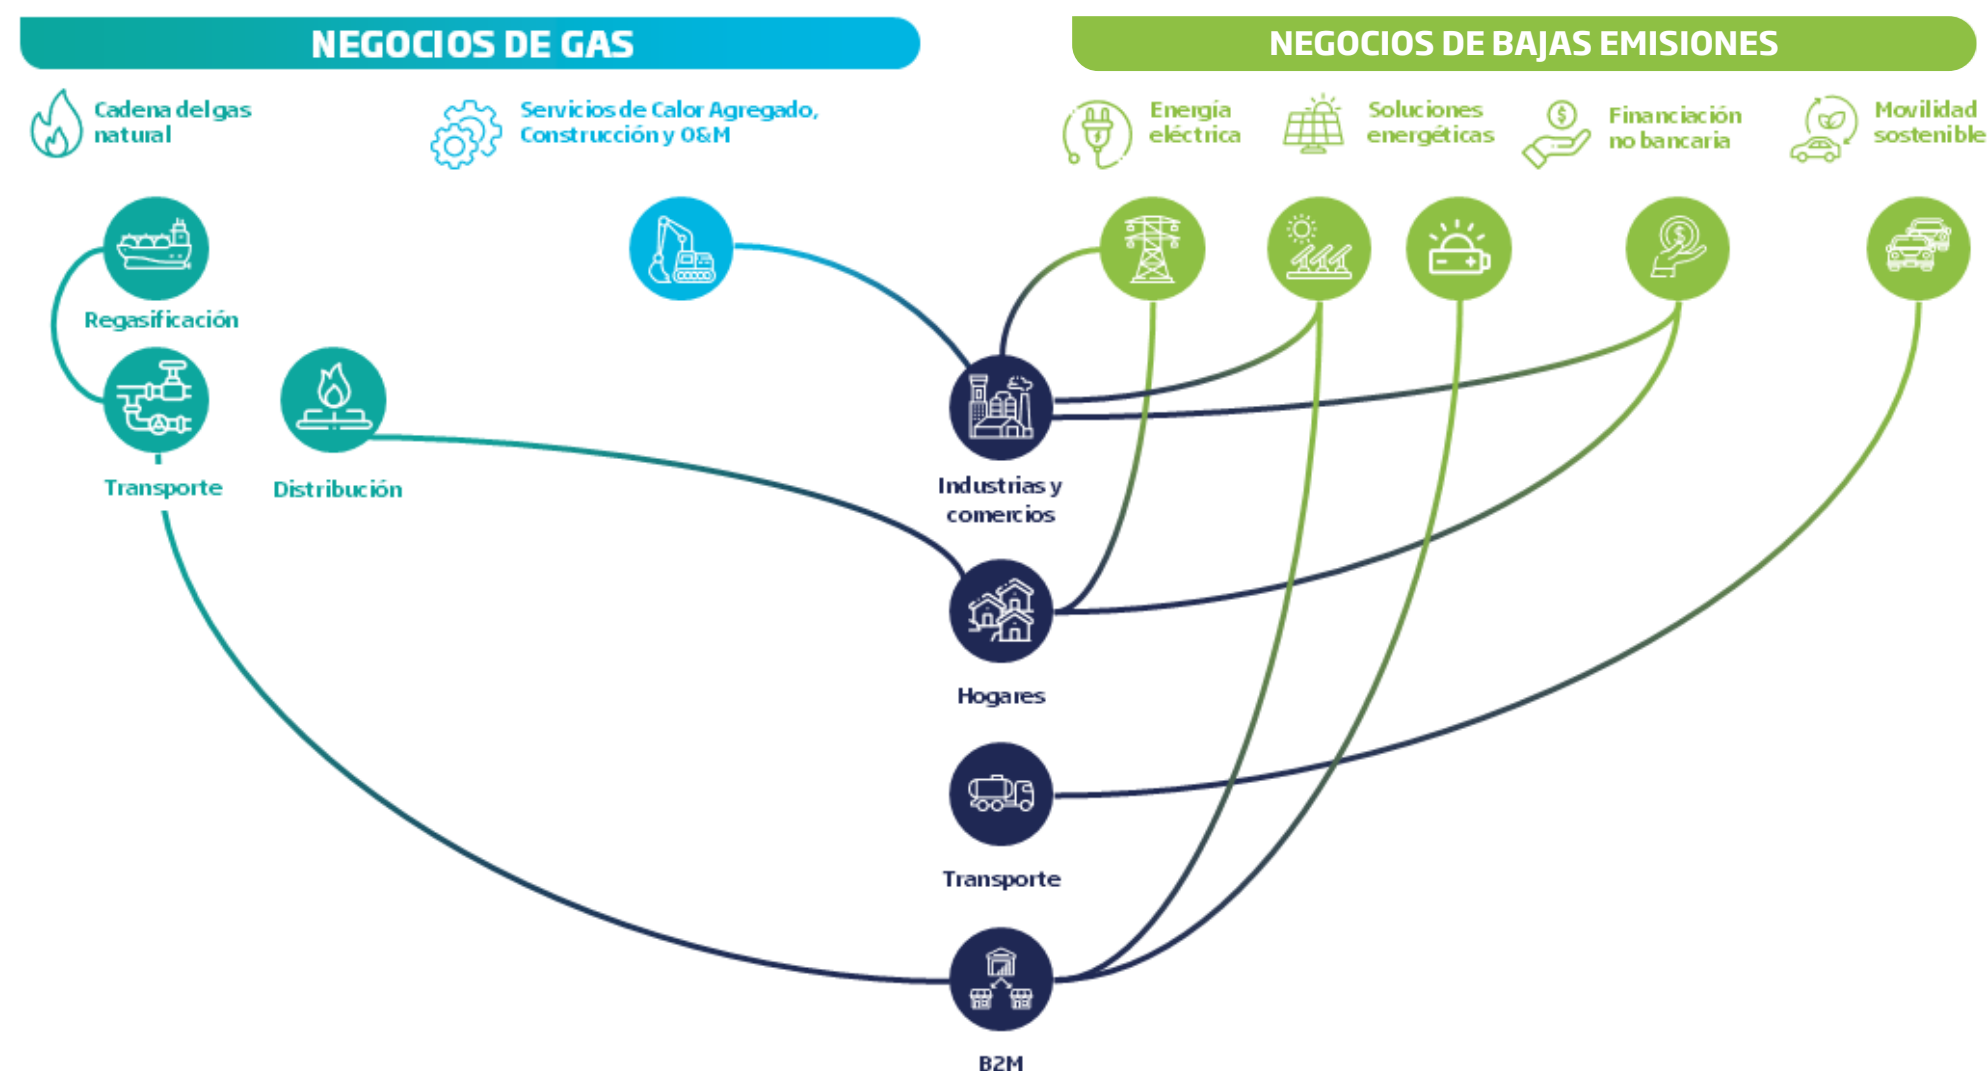 NEGOCIOS DE GAS
NEGOCIOS DE BAJAS EMISIONES
Cadena del gas
natural
Servicios de Calor Agregado,
Construcción y O&M
Energía
eléctrica
Soluciones
energéticas
Financiación
no bancaria
Movilidad
sostenible
Regasificación
Transporte
Distribución
Industrias y
comercios
Hogares
Transporte
B2M